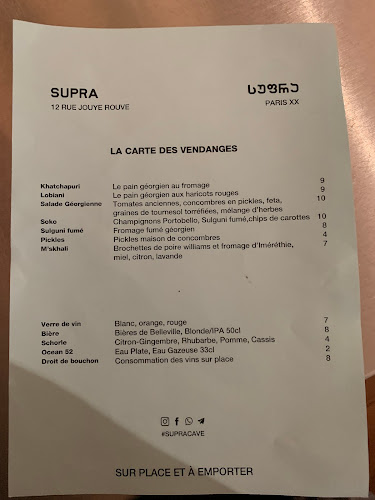 SUPRA
სუფრა
12 RUE JOUYE ROUVE
PARIS XX
LA CARTE DES VENDANGES
Khatchapuri Le pain géorgien au fromage 9
Lobiani Le pain géorgien aux haricots rouges 9
Salade Géorgienne Tomates anciennes, concombres en pickles, feta, 10
graines de tournesol torréfiées, mélange d'herbes
Soko Champignons Portobello, Sulguni fumé,chips de carottes 10
Sulguni fumé Fromage fumé géorgien 8
Pickles Pickles maison de concombres 4
M'skhali Brochettes de poire williams et fromage d'Iméréthie, 7
miel, citron, lavande
Verre de vin Blanc, orange, rouge 7
Bière Bières de Belleville, Blonde/IPA 50cl 8
Schorle Citron-Gingembre, Rhubarbe, Pomme, Cassis 4
Ocean 52 Eau Plate, Eau Gazeuse 33cl 2
Droit de bouchon Consommation des vins sur place 8
#SUPRACAVE
SUR PLACE ET À EMPORTER